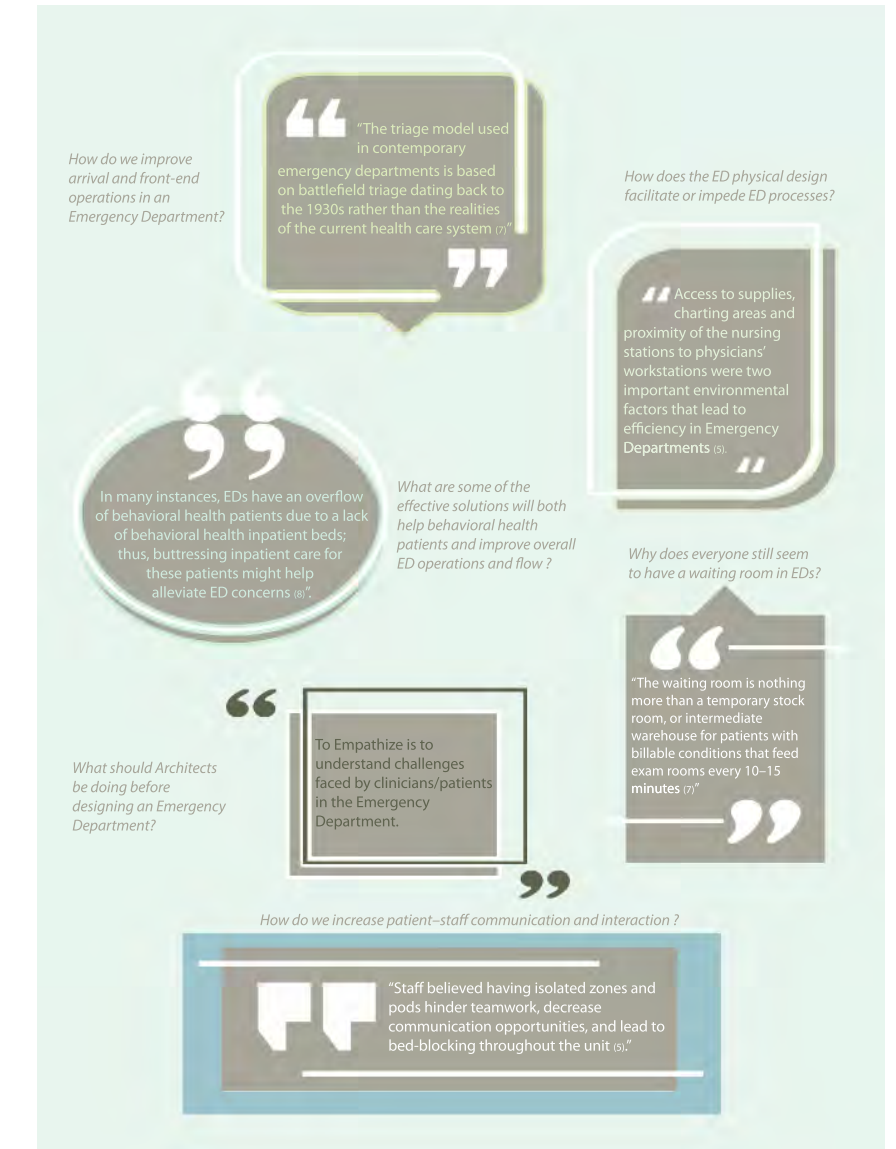 How do we improve
arrival and front-end
operations in an
Emergency Department?
“The triage model used
in contemporary
emergency departments is based
on battlefield triage dating back to
the 1930s rather than the realities
of the current health care system (7)”
How does the ED physical design
facilitate or impede ED processes?
Access to supplies,
charting areas and
proximity of the nursing
stations to physicians’
workstations were two
important environmental
factors that lead to
efficiency in Emergency
Departments (5).
In many instances, EDs have an overflow
of behavioral health patients due to a lack
of behavioral health inpatient beds;
thus, buttressing inpatient care for
these patients might help
alleviate ED concerns (8)”.
What are some of the
effective solutions will both
help behavioral health
patients and improve overall
ED operations and flow ?
Why does everyone still seem
to have a waiting room in EDs?
“The waiting room is nothing
more than a temporary stock
room, or intermediate
warehouse for patients with
billable conditions that feed
exam rooms every 10–15
minutes (7)”
What should Architects
be doing before
designing an Emergency
Department?
To Empathize is to
understand challenges
faced by clinicians/patients
in the Emergency
Department.
How do we increase patient–staff communication and interaction ?
“Staff believed having isolated zones and
pods hinder teamwork, decrease
communication opportunities, and lead to
bed-blocking throughout the unit (5).”